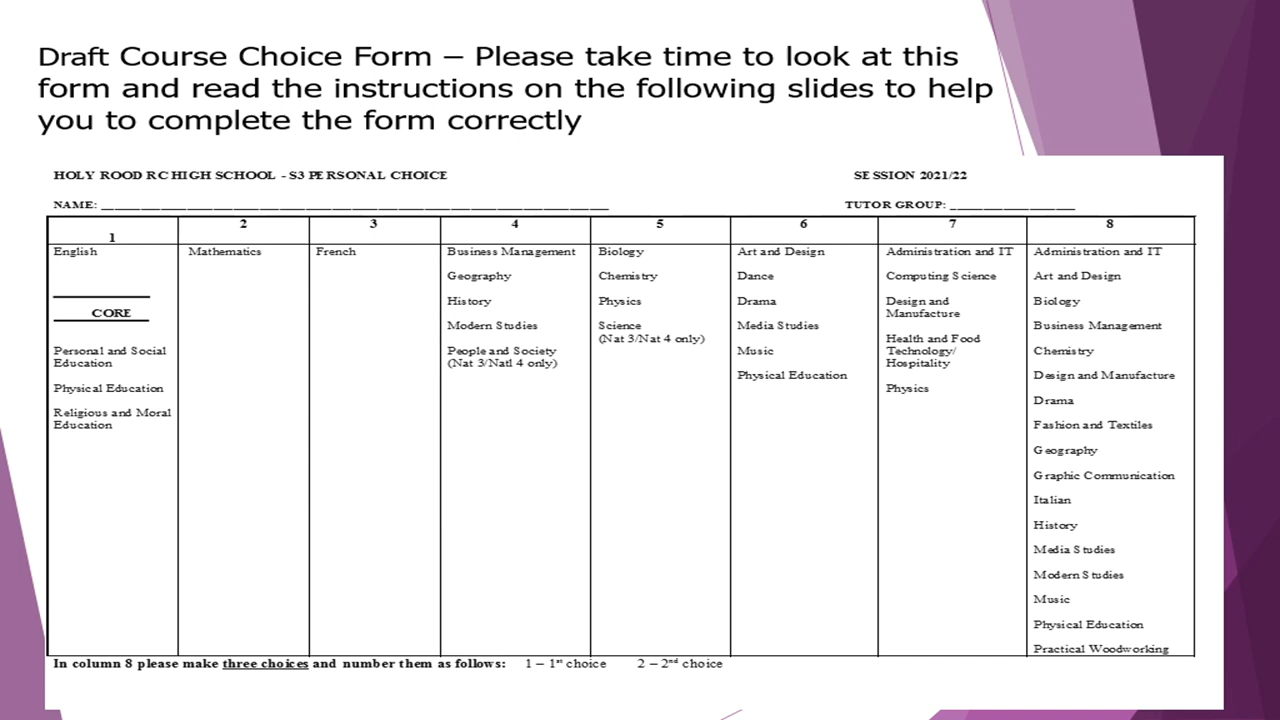 Draft Course Choice Form – Please take time to look at this
form and read the instructions on the following slides to help
you to complete the form correctly
HOLY ROOD RC HIGH SCHOOL - S3 PERSONAL CHOICE
SESSION 2021/22
NAME: ____________________
TUTOR GROUP: ____________________
1
English
CORE
Personal and Social
Education
Physical Education
Religious and Moral
Education
2
Mathematics
3
French
4
Business Management
Geography
History
Modern Studies
People and Society
(Nat 3/Natl 4 only)
5
Biology
Chemistry
Physics
Science
(Nat 3/Nat 4 only)
6
Art and Design
Dance
Drama
Media Studies
Music
Physical Education
7
Administration and IT
Computing Science
Design and
Manufacture
Health and Food
Technology/
Hospitality
Physics
8
Administration and IT
Art and Design
Biology
Business Management
Chemistry
Design and Manufacture
Drama
Fashion and Textiles
Geography
Graphic Communication
Italian
History
Media Studies
Modern Studies
Music
Physical Education
Practical Woodworking
In column 8 please make three choices and number them as follows: 1 – 1st choice 2 – 2nd choice